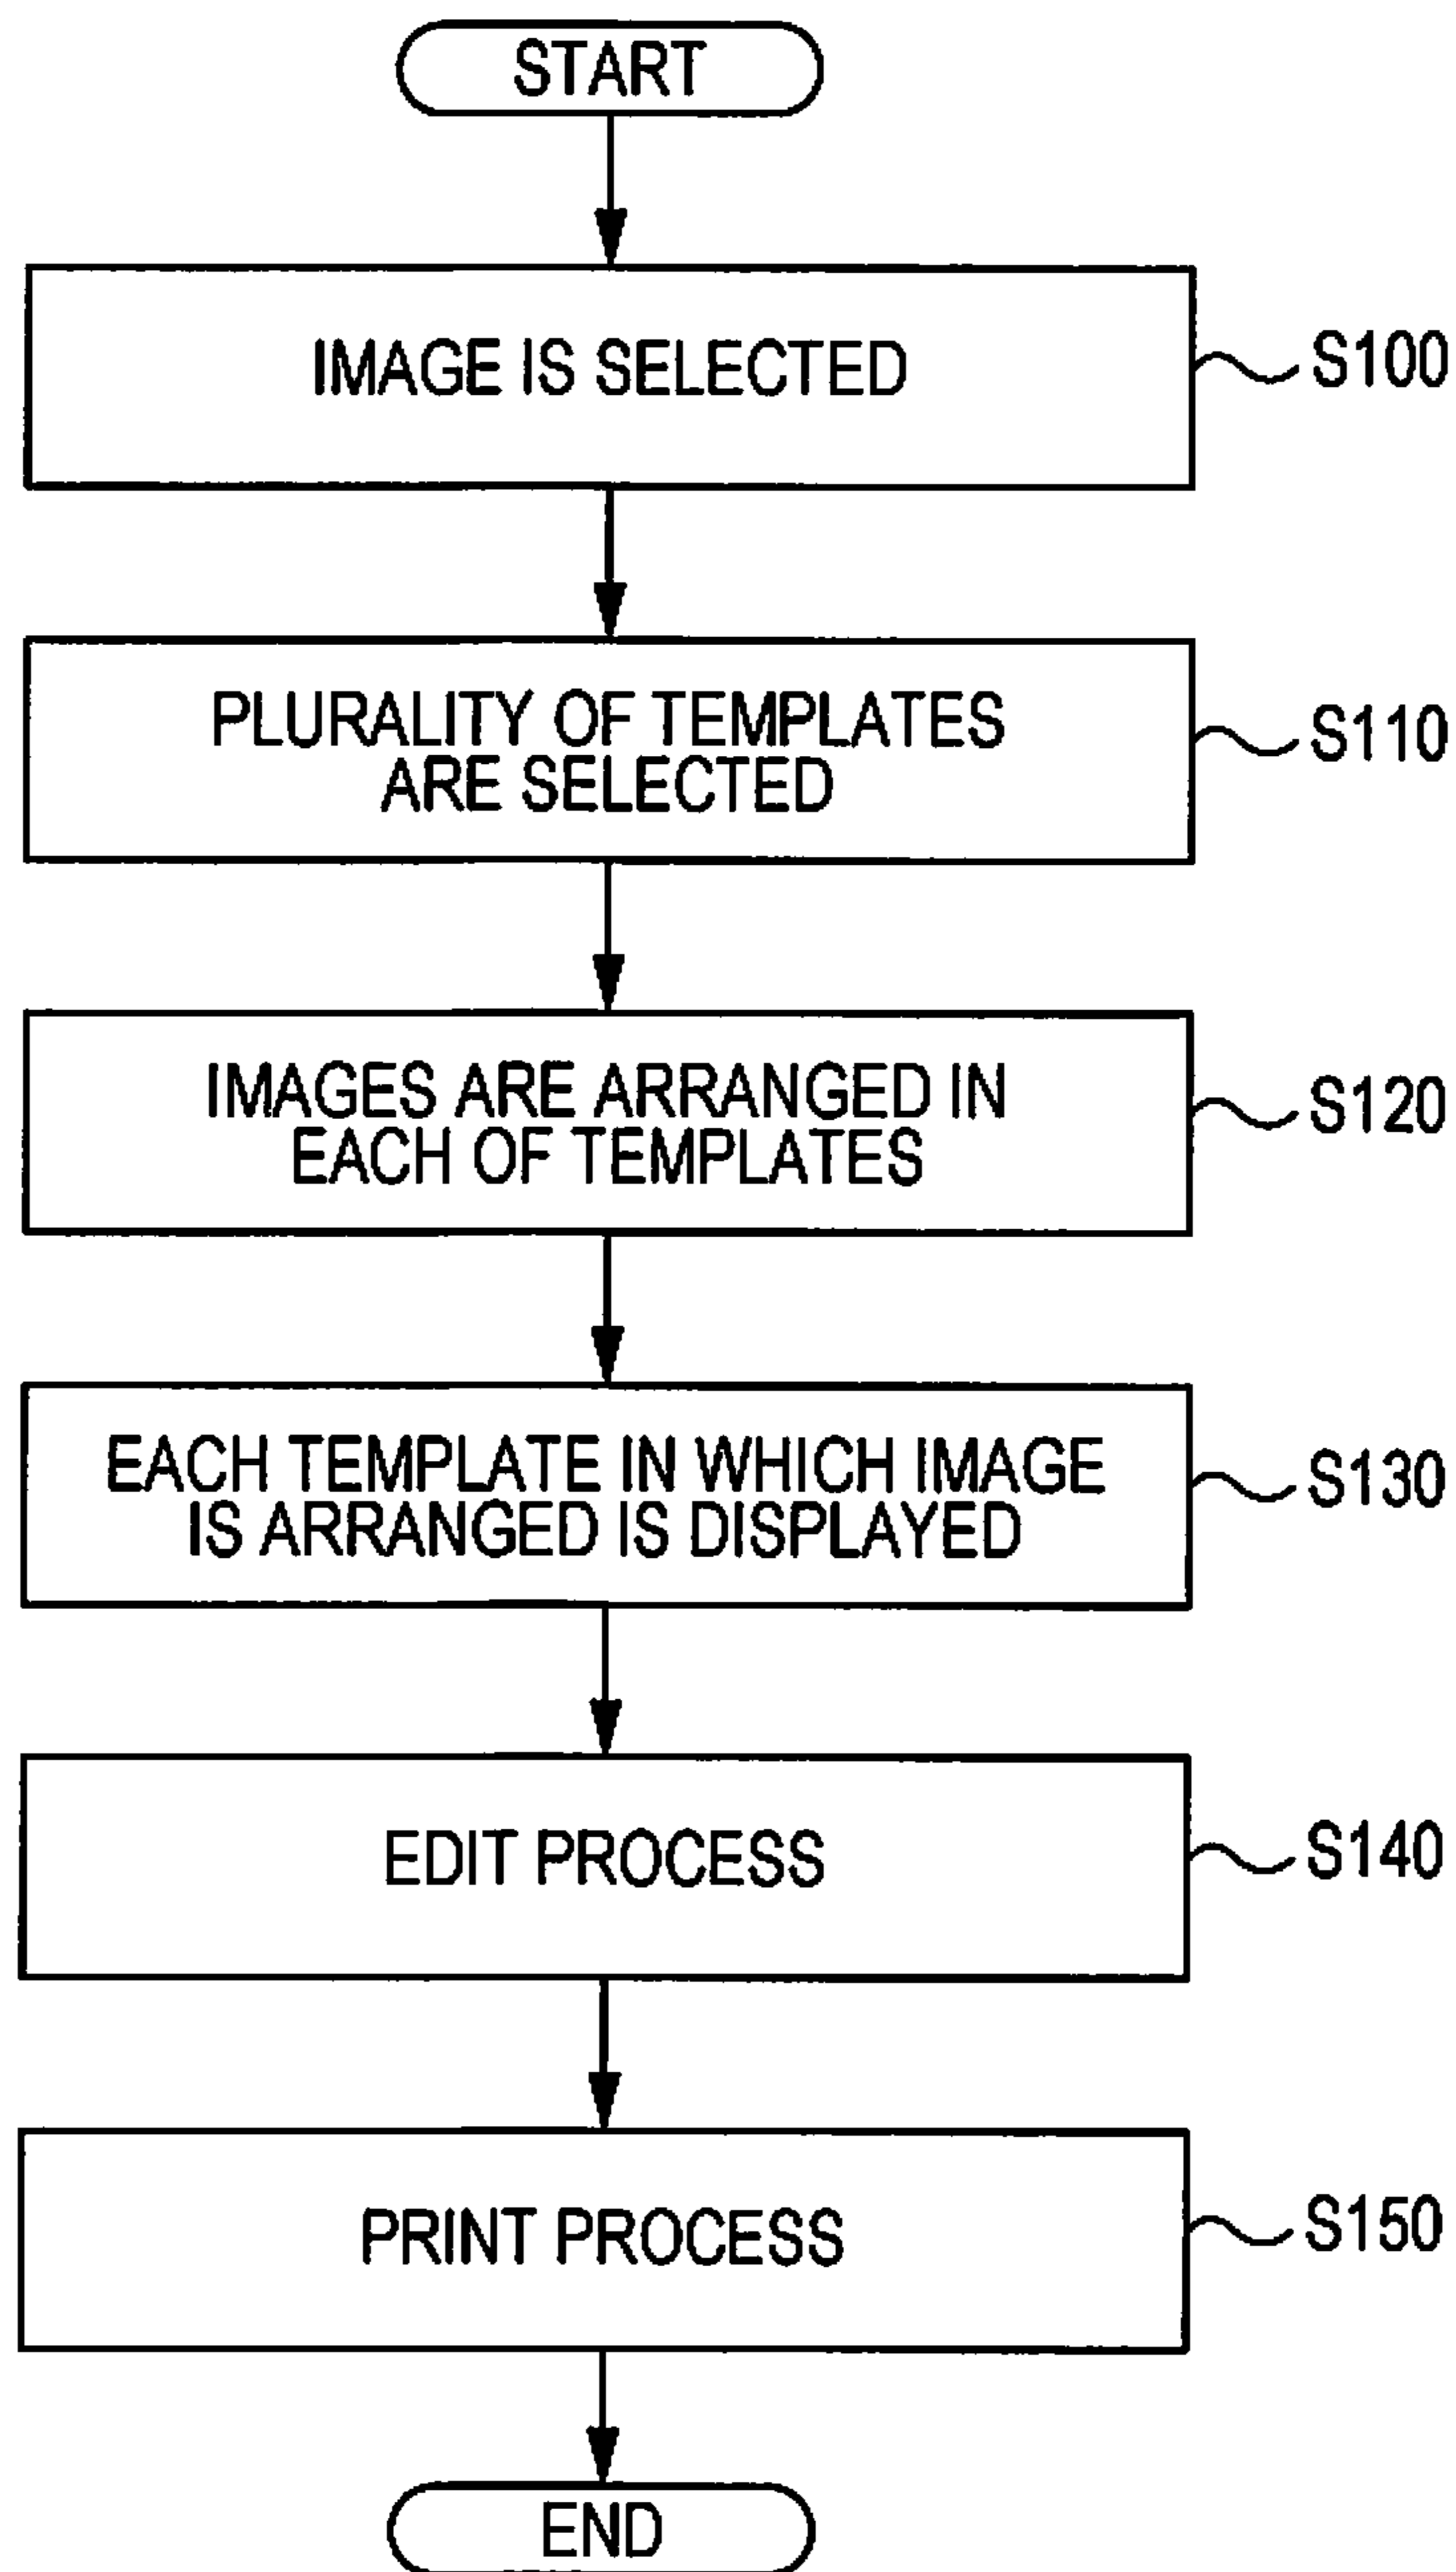 START
IMAGE IS SELECTED
S100
PLURALITY OF TEMPLATES
ARE SELECTED
S110
IMAGES ARE ARRANGED IN
EACH OF TEMPLATES
S120
EACH TEMPLATE IN WHICH IMAGE
IS ARRANGED IS DISPLAYED
S130
EDIT PROCESS
S140
PRINT PROCESS
S150
END